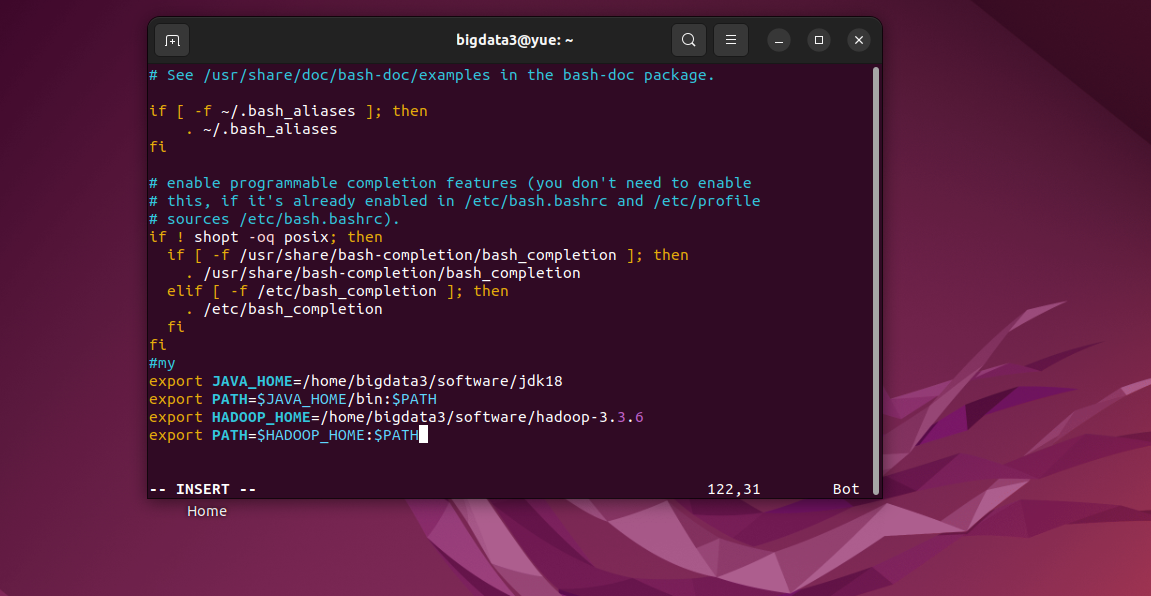 bigdata3@yue: ~
# See /usr/share/doc/bash-doc/examples in the bash-doc package.
if [ -f ~/.bash_aliases ]; then
    . ~/.bash_aliases
fi
# enable programmable completion features (you don't need to enable
# this, if it's already enabled in /etc/bash.bashrc and /etc/profile
# sources /etc/bash.bashrc).
if ! shopt -oq posix; then
  if [ -f /usr/share/bash-completion/bash_completion ]; then
    . /usr/share/bash-completion/bash_completion
  elif [ -f /etc/bash_completion ]; then
    . /etc/bash_completion
  fi
fi
#my
export JAVA_HOME=/home/bigdata3/software/jdk18
export PATH=$JAVA_HOME/bin:$PATH
export HADOOP_HOME=/home/bigdata3/software/hadoop-3.3.6
export PATH=$HADOOP_HOME:$PATH
-- INSERT -- 122,31 Bot
Home